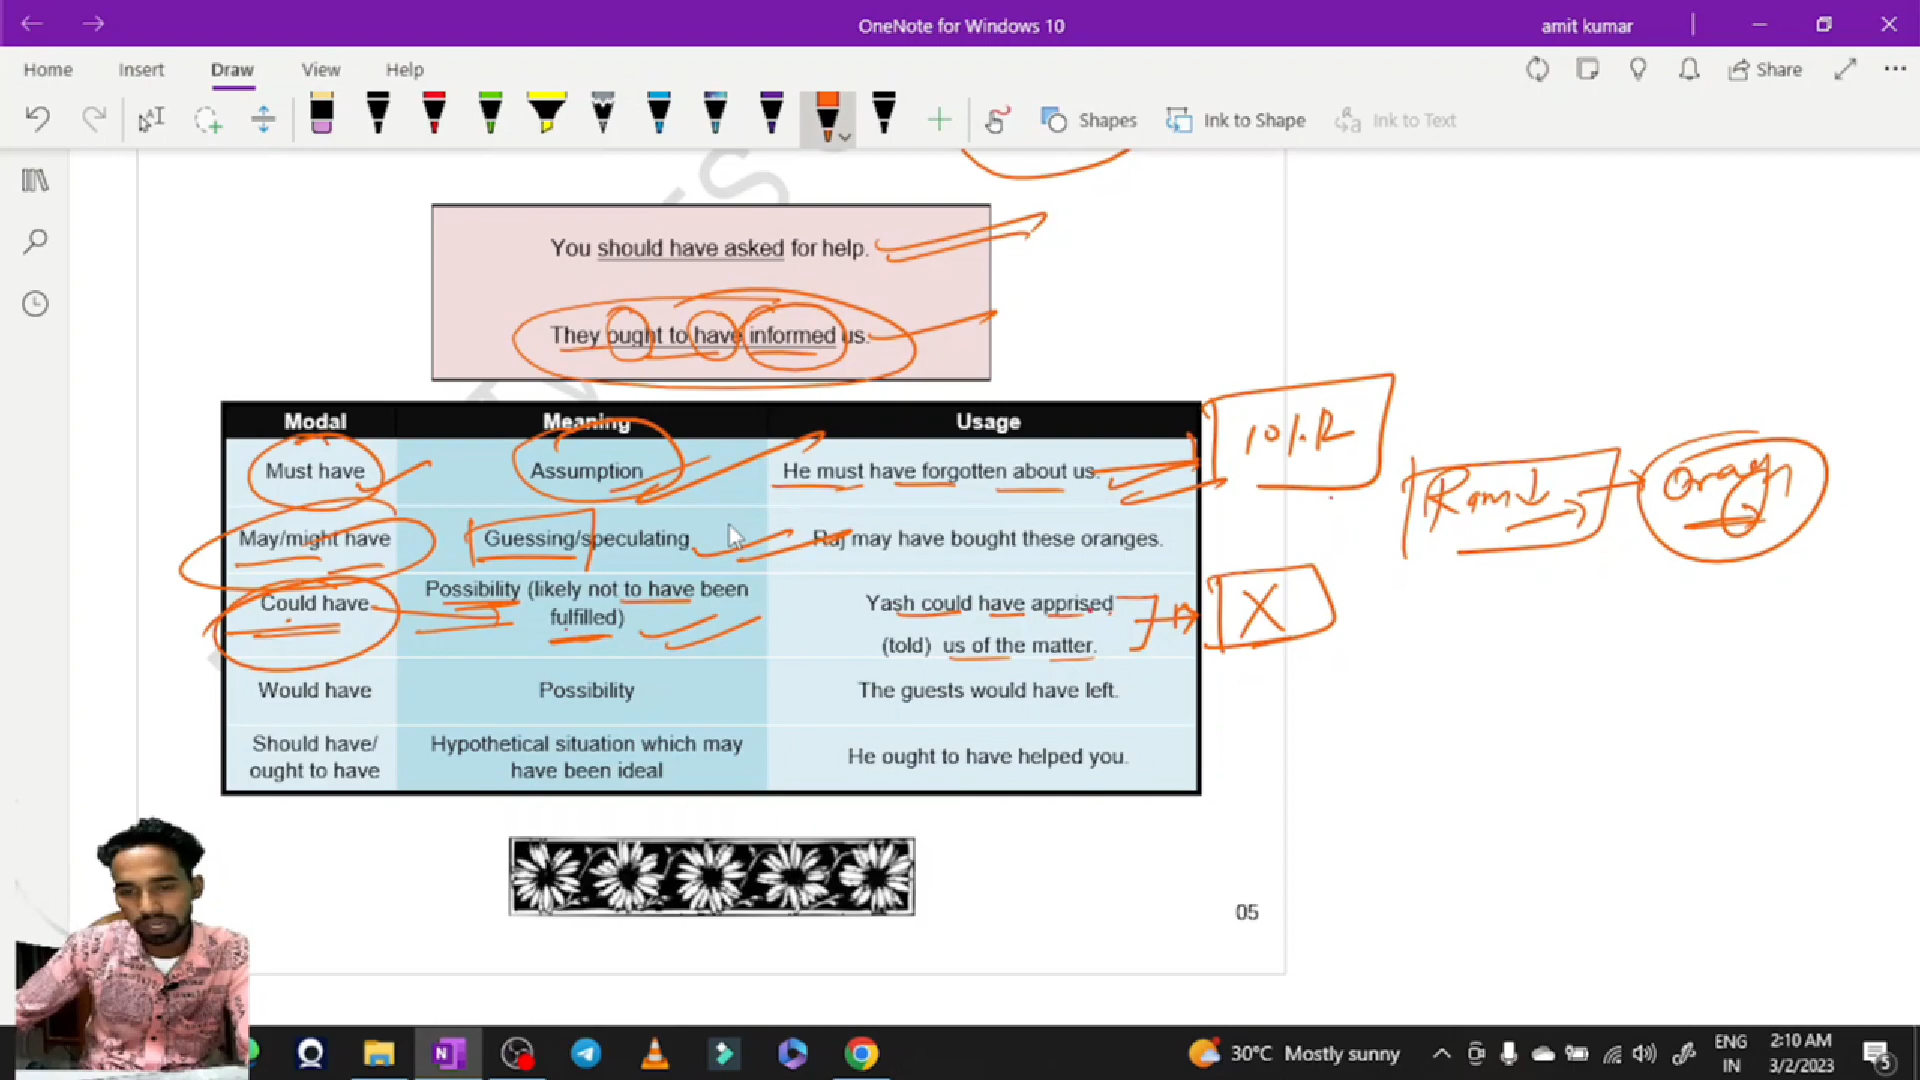 OneNote for Windows 10
amit kumar
Home Insert Draw View Help
Share
Shapes Ink to Shape Ink to Text
You should have asked for help.
They ought to have informed us.
Modal Meaning Usage
Must have Assumption He must have forgotten about us.
May/might have Guessing/speculating Raj may have bought these oranges.
Could have Possibility (likely not to have been fulfilled) Yash could have apprised (told) us of the matter.
Would have Possibility The guests would have left.
Should have/ ought to have Hypothetical situation which may have been ideal He ought to have helped you.
X
05
30°C Mostly sunny
ENG
IN
2:10 AM
3/2/2023
5